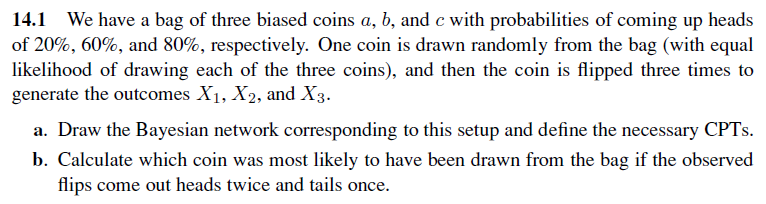 14.1 We have a bag of three biased coins a, b, and c with probabilities of coming up heads
of 20%, 60%, and 80%, respectively. One coin is drawn randomly from the bag (with equal
likelihood of drawing each of the three coins), and then the coin is flipped three times to
generate the outcomes X₁, X₂, and X₃.
a. Draw the Bayesian network corresponding to this setup and define the necessary CPTs.
b. Calculate which coin was most likely to have been drawn from the bag if the observed
flips come out heads twice and tails once.